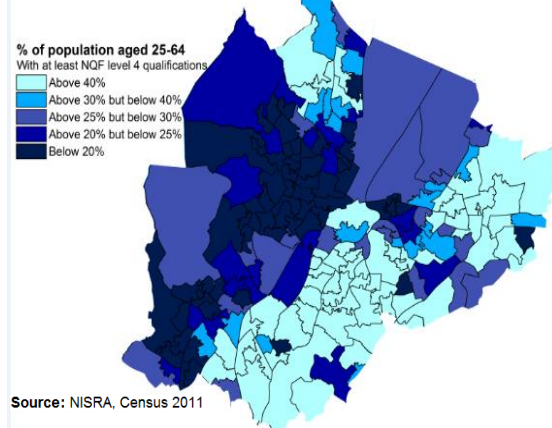 % of population aged 25-64
With at least NQF level 4 qualifications
Above 40%
Above 30% but below 40%
Above 25% but below 30%
Above 20% but below 25%
Below 20%
Source: NISRA, Census 2011